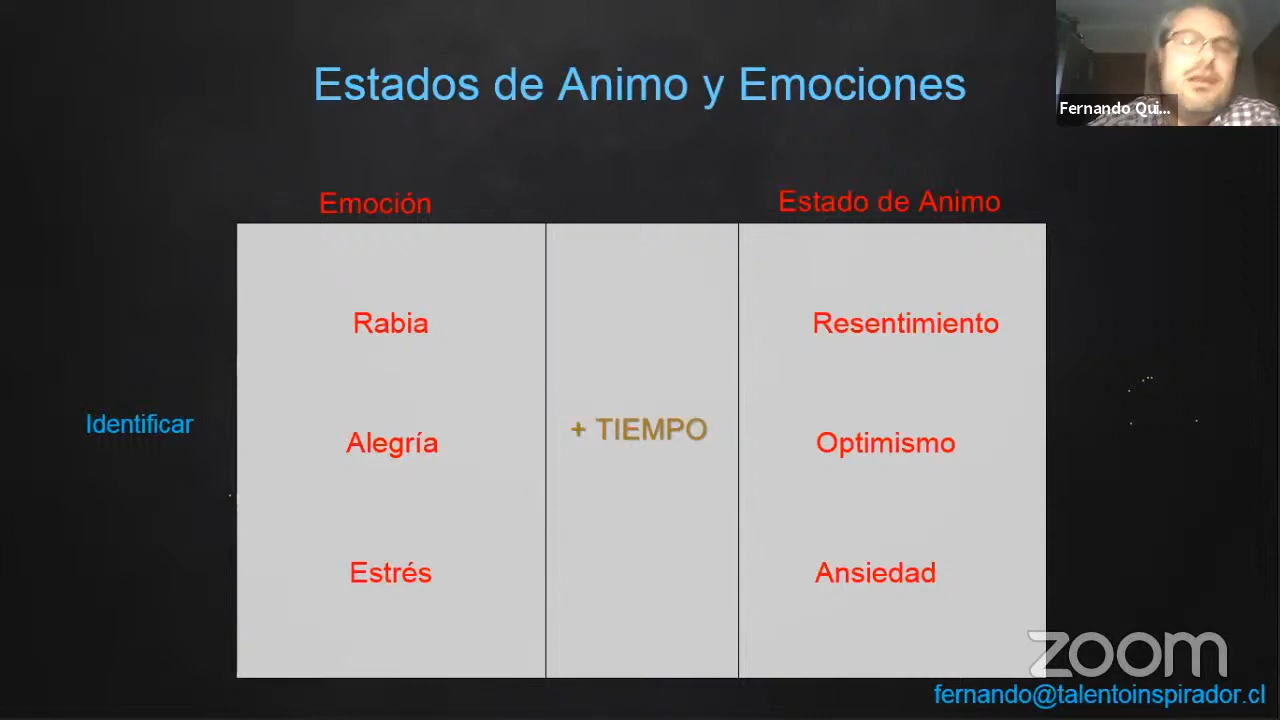 Estados de Animo y Emociones
Fernando Qui...
Emoción
Estado de Animo
Rabia
Resentimiento
Identificar
+ TIEMPO
Alegría
Optimismo
Estrés
Ansiedad
zoom
fernando@talentoinspirador.cl